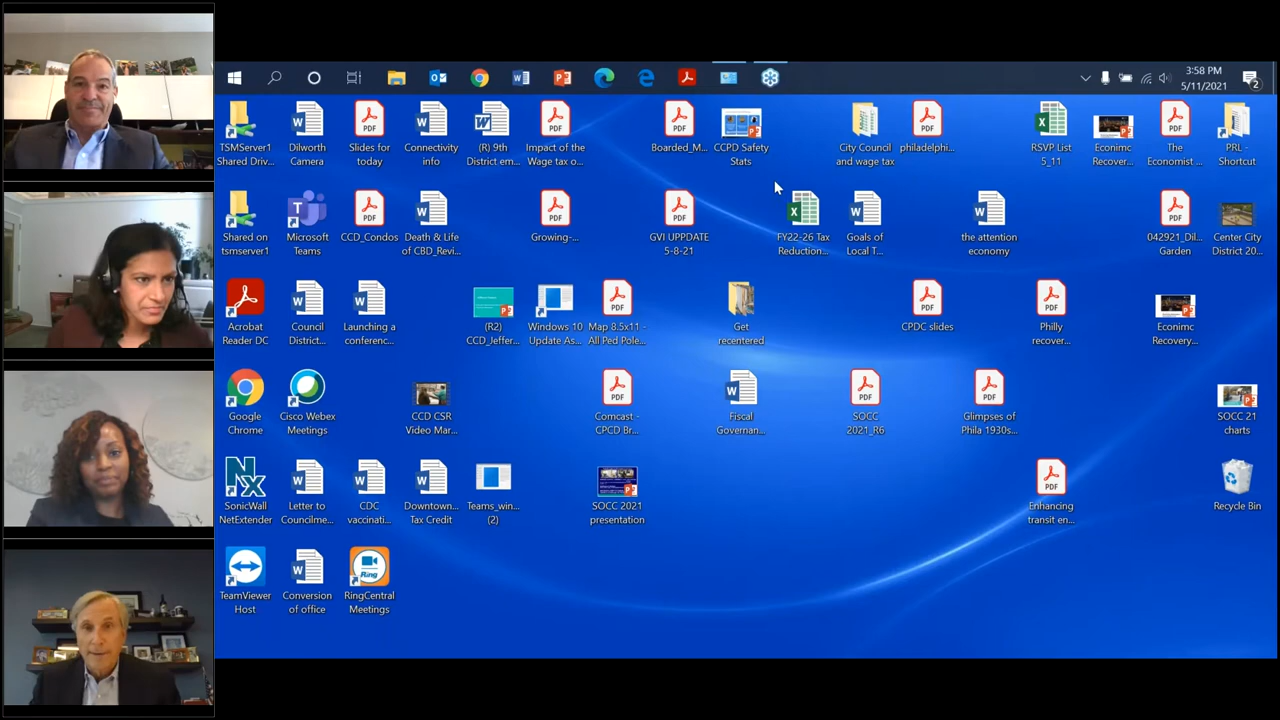 3:58 PM
5/11/2021
2
TSMServer1
Shared Driv...
Dilworth
Camera
Slides for
today
Connectivity
info
(R) 9th
District em...
Impact of the
Wage tax o...
Boarded_M...
CCPD Safety
Stats
City Council
and wage tax
philadelphi...
RSVP List
5_11
Econimc
Recover...
The
Economist ...
PRL -
Shortcut
Shared on
tsmserver1
Microsoft
Teams
CCD_Condos
Death & Life
of CBD_Revi...
Growing-...
GVI UPPDATE
5-8-21
FY22-26 Tax
Reduction...
Goals of
Local T...
the attention
economy
042921_Dil...
Garden
Center City
District 20...
Acrobat
Reader DC
Council
District...
Launching a
conferenc...
(R2)
CCD_Jeffer...
Windows 10
Update As...
Map 8.5x11 -
All Ped Pole...
Get
recentered
CPDC slides
Philly
recover...
Econimc
Recovery...
Google
Chrome
Cisco Webex
Meetings
CCD CSR
Video Mar...
Comcast -
CPCD Br...
Fiscal
Governan...
SOCC
2021_R6
Glimpses of
Phila 1930s...
SOCC 21
charts
SonicWall
NetExtender
Letter to
Councilme...
CDC
vaccinati...
Downtown...
Tax Credit
Teams_win...
(2)
SOCC 2021
presentation
Enhancing
transit en...
Recycle Bin
TeamViewer
Host
Conversion
of office
Ring
RingCentral
Meetings